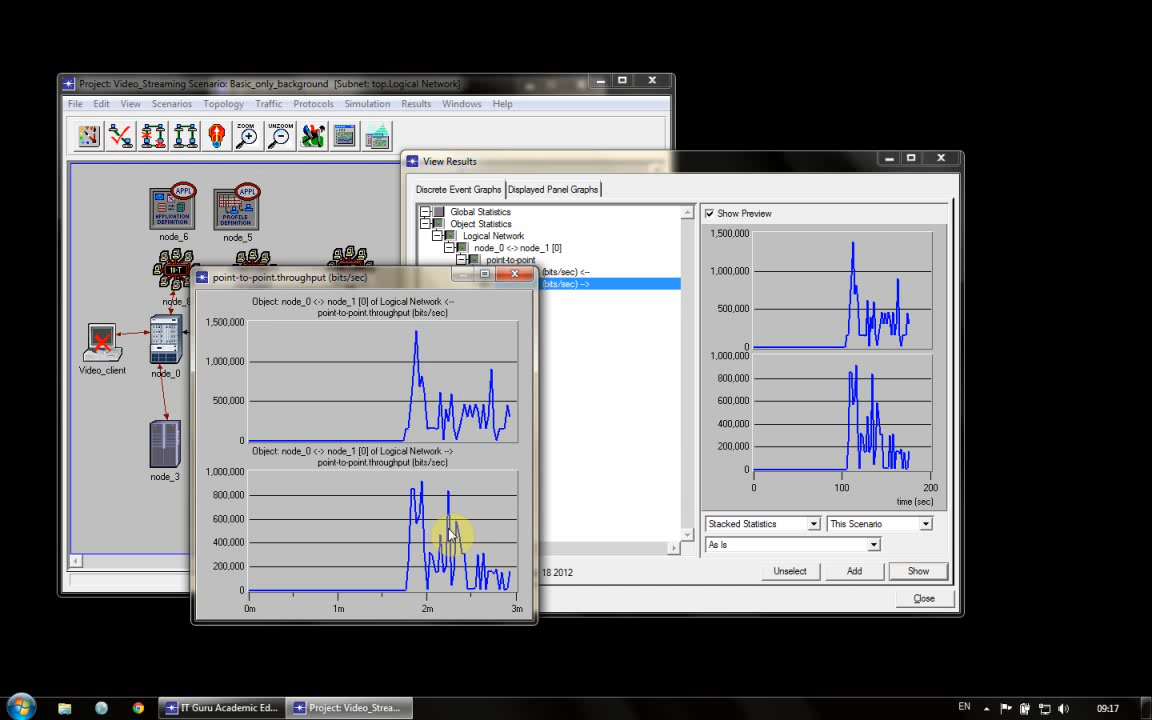 Project: Video_Streaming Scenario: Basic_only_background [Subnet: top.Logical Network]
File Edit View Scenarios Topology Traffic Protocols Simulation Results Windows Help
ZOOM UNZOOM
APPL APPL
APPLICATION DEFINITION PROFILE DEFINITION
node_6 node_5
node_8
Video_client
node_0
node_3
View Results
Discrete Event Graphs Displayed Panel Graphs
Global Statistics
Object Statistics
Logical Network
node_0 <-> node_1 [0]
point-to-point
(bits/sec) <--
(bits/sec) -->
Show Preview
1,500,000
1,000,000
500,000
0
1,000,000
800,000
600,000
400,000
200,000
0
0 100 200
time (sec)
Stacked Statistics This Scenario
As Is
18 2012
Unselect Add Show
Close
point-to-point.throughput (bits/sec)
Object: node_0 <-> node_1 [0] of Logical Network <--
point-to-point.throughput (bits/sec)
1,500,000
1,000,000
500,000
0
Object: node_0 <-> node_1 [0] of Logical Network -->
point-to-point.throughput (bits/sec)
1,000,000
800,000
600,000
400,000
200,000
0
0m 1m 2m 3m
IT Guru Academic Ed... Project: Video_Strea... EN 09:17